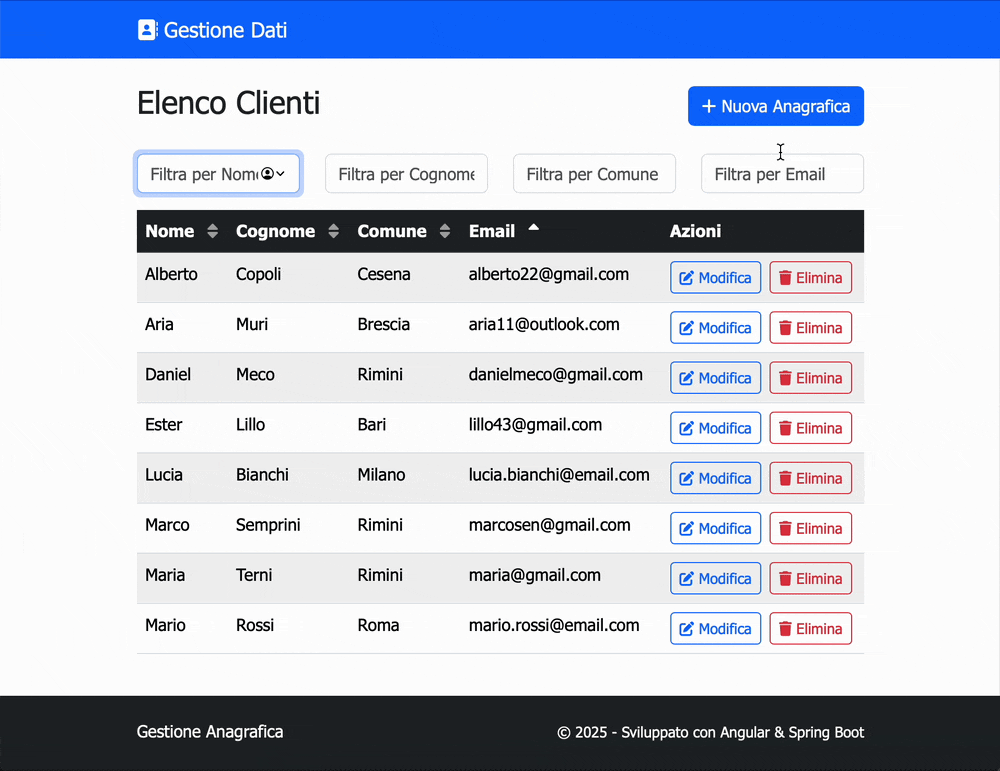 Gestione Dati
Elenco Clienti
+ Nuova Anagrafica
Filtra per Nom
Filtra per Cognome
Filtra per Comune
Filtra per Email
Nome Cognome Comune Email Azioni
Alberto Copoli Cesena alberto22@gmail.com Modifica Elimina
Aria Muri Brescia aria11@outlook.com Modifica Elimina
Daniel Meco Rimini danielmeco@gmail.com Modifica Elimina
Ester Lillo Bari lillo43@gmail.com Modifica Elimina
Lucia Bianchi Milano lucia.bianchi@email.com Modifica Elimina
Marco Semprini Rimini marcosen@gmail.com Modifica Elimina
Maria Terni Rimini maria@gmail.com Modifica Elimina
Mario Rossi Roma mario.rossi@email.com Modifica Elimina
Gestione Anagrafica
© 2025 - Sviluppato con Angular & Spring Boot